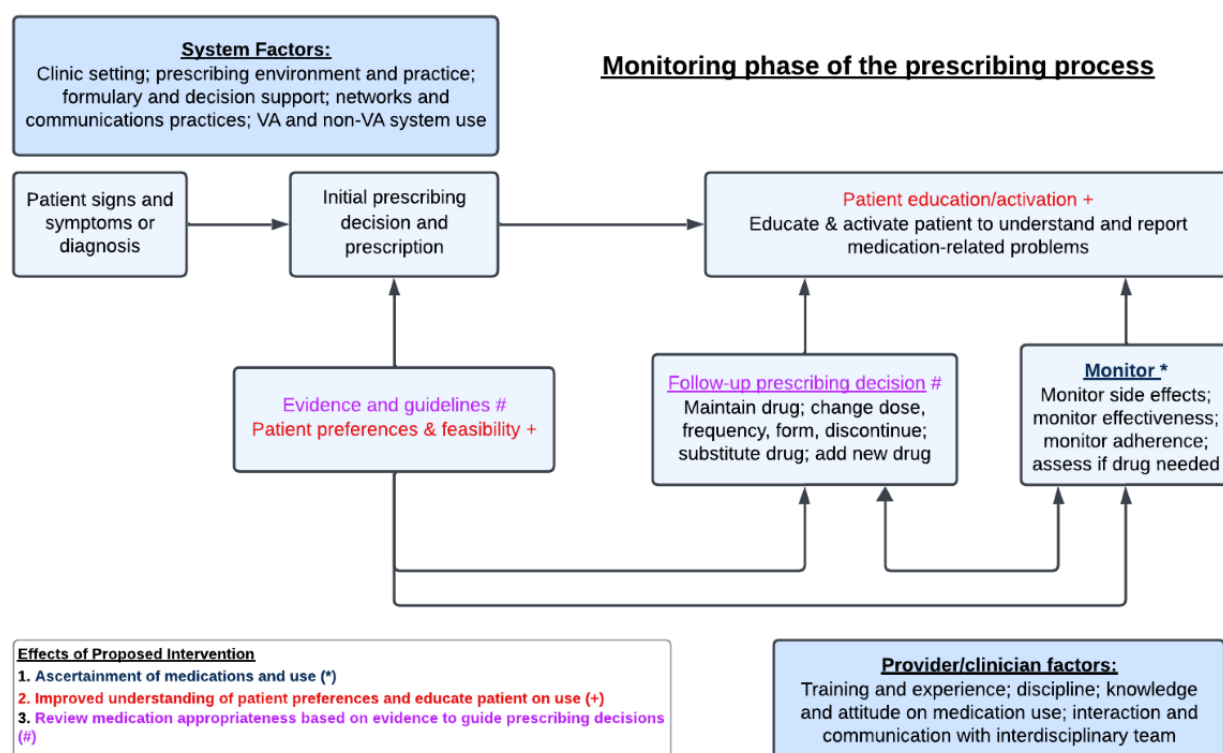 System Factors:
Clinic setting; prescribing environment and practice;
formulary and decision support; networks and
communications practices; VA and non-VA system use
Monitoring phase of the prescribing process
Patient signs and
symptoms or
diagnosis
Initial prescribing
decision and
prescription
Patient education/activation +
Educate & activate patient to understand and report
medication-related problems
Evidence and guidelines #
Patient preferences & feasibility +
Follow-up prescribing decision #
Maintain drug; change dose,
frequency, form, discontinue;
substitute drug; add new drug
Monitor *
Monitor side effects;
monitor effectiveness;
monitor adherence;
assess if drug needed
Effects of Proposed Intervention
1. Ascertainment of medications and use (*)
2. Improved understanding of patient preferences and educate patient on use (+)
3. Review medication appropriateness based on evidence to guide prescribing decisions
(#)
Provider/clinician factors:
Training and experience; discipline; knowledge
and attitude on medication use; interaction and
communication with interdisciplinary team